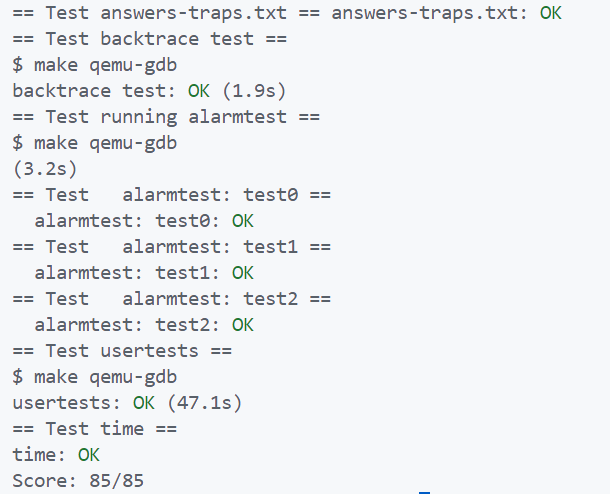 == Test answers-traps.txt == answers-traps.txt: OK
== Test backtrace test ==
$ make qemu-gdb
backtrace test: OK (1.9s)
== Test running alarmtest ==
$ make qemu-gdb
(3.2s)
== Test   alarmtest: test0 ==
  alarmtest: test0: OK
== Test   alarmtest: test1 ==
  alarmtest: test1: OK
== Test   alarmtest: test2 ==
  alarmtest: test2: OK
== Test usertests ==
$ make qemu-gdb
usertests: OK (47.1s)
== Test time ==
time: OK
Score: 85/85